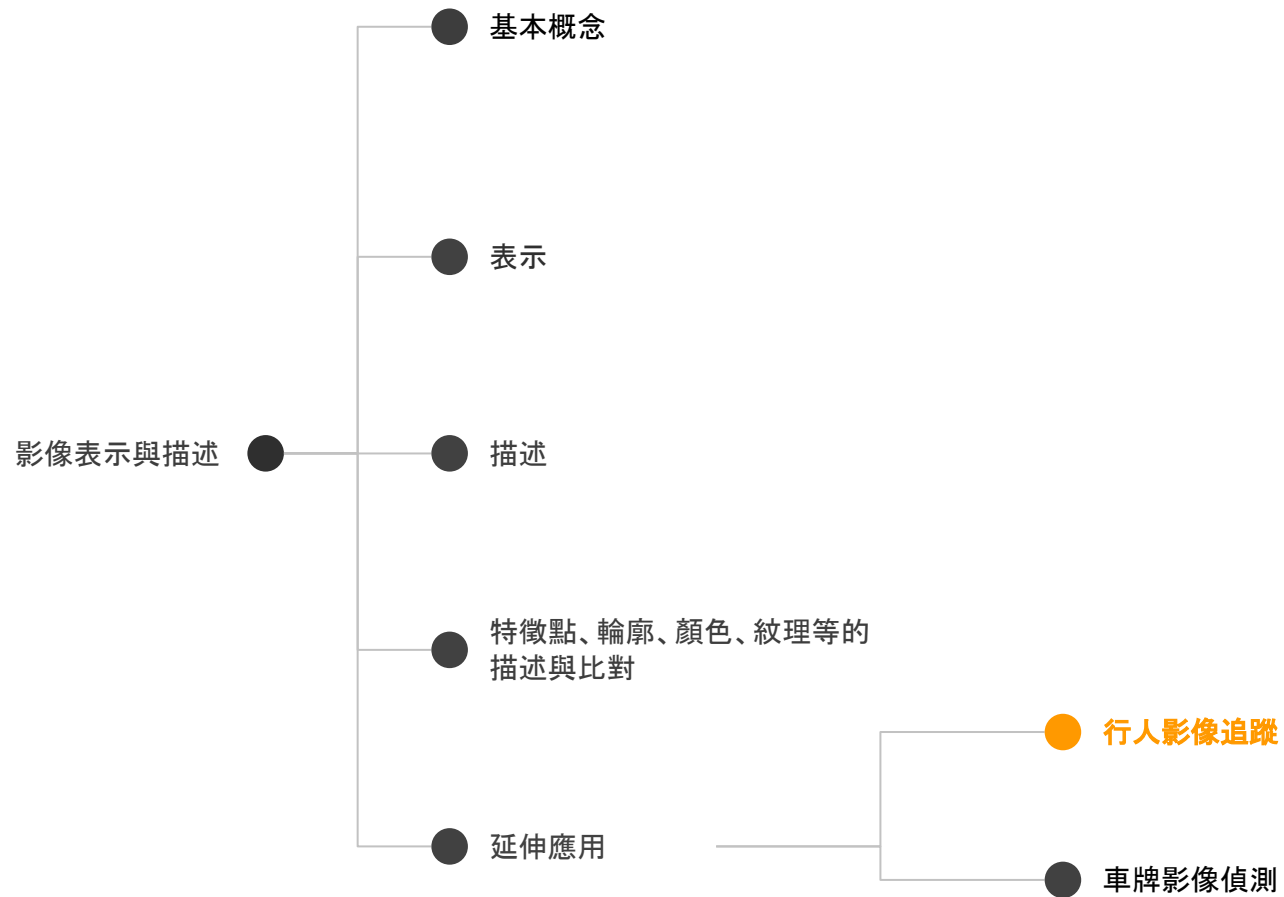 基本概念
表示
影像表示與描述
描述
特徵點、輪廓、顏色、紋理等的
描述與比對
行人影像追蹤
延伸應用
車牌影像偵測